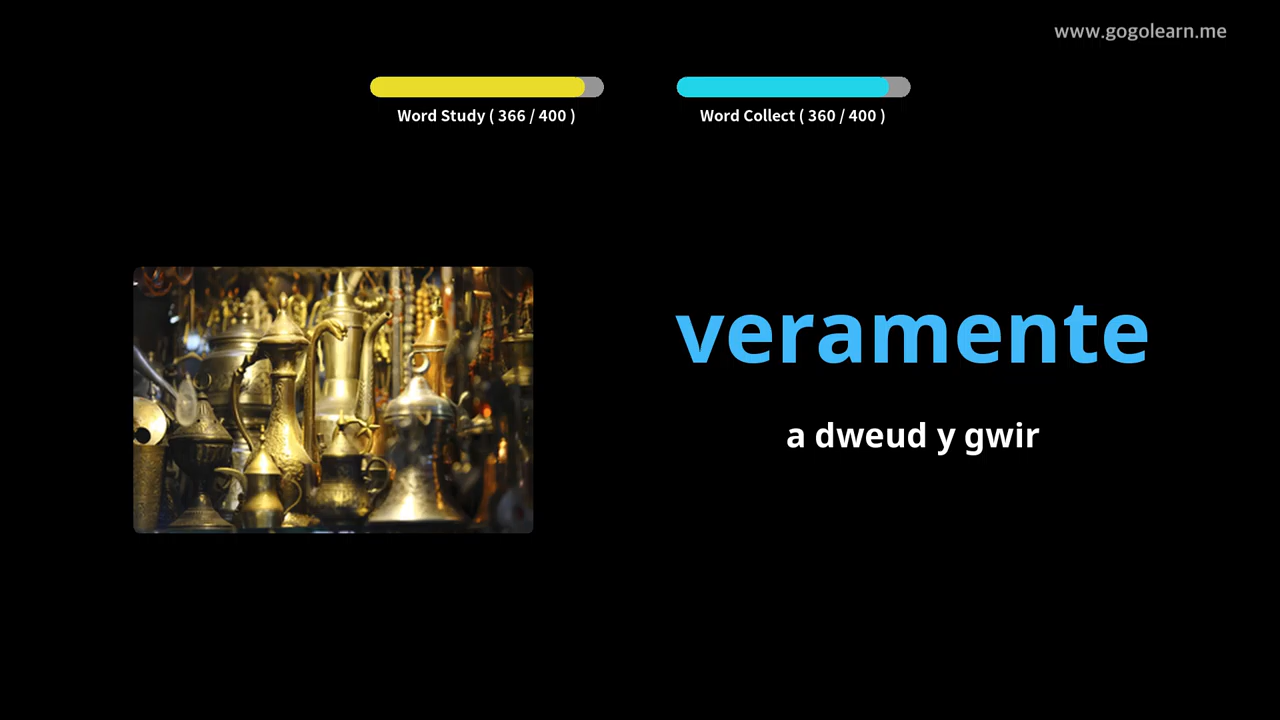 www.gogolearn.me
Word Study ( 366 / 400 )
Word Collect ( 360 / 400 )
veramente
a dweud y gwir